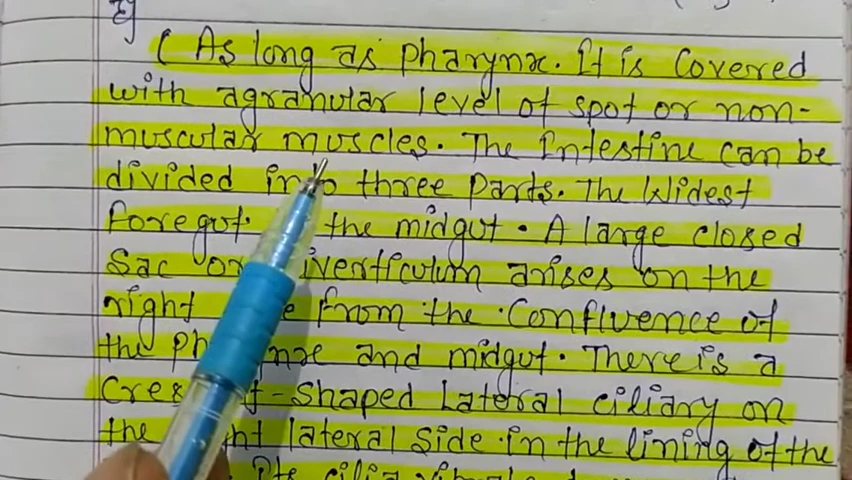 ( As long as Pharynx. It is Covered
with agranular level of spot or non-
muscular muscles. The Intestine can be
divided into three Parts. The Widest
Foregut the midgut. A large closed
Sac or arises on the
right from the Confluence of
the and midgut. There is a
-Shaped Lateral ciliary on
the lateral Side in the lining of the